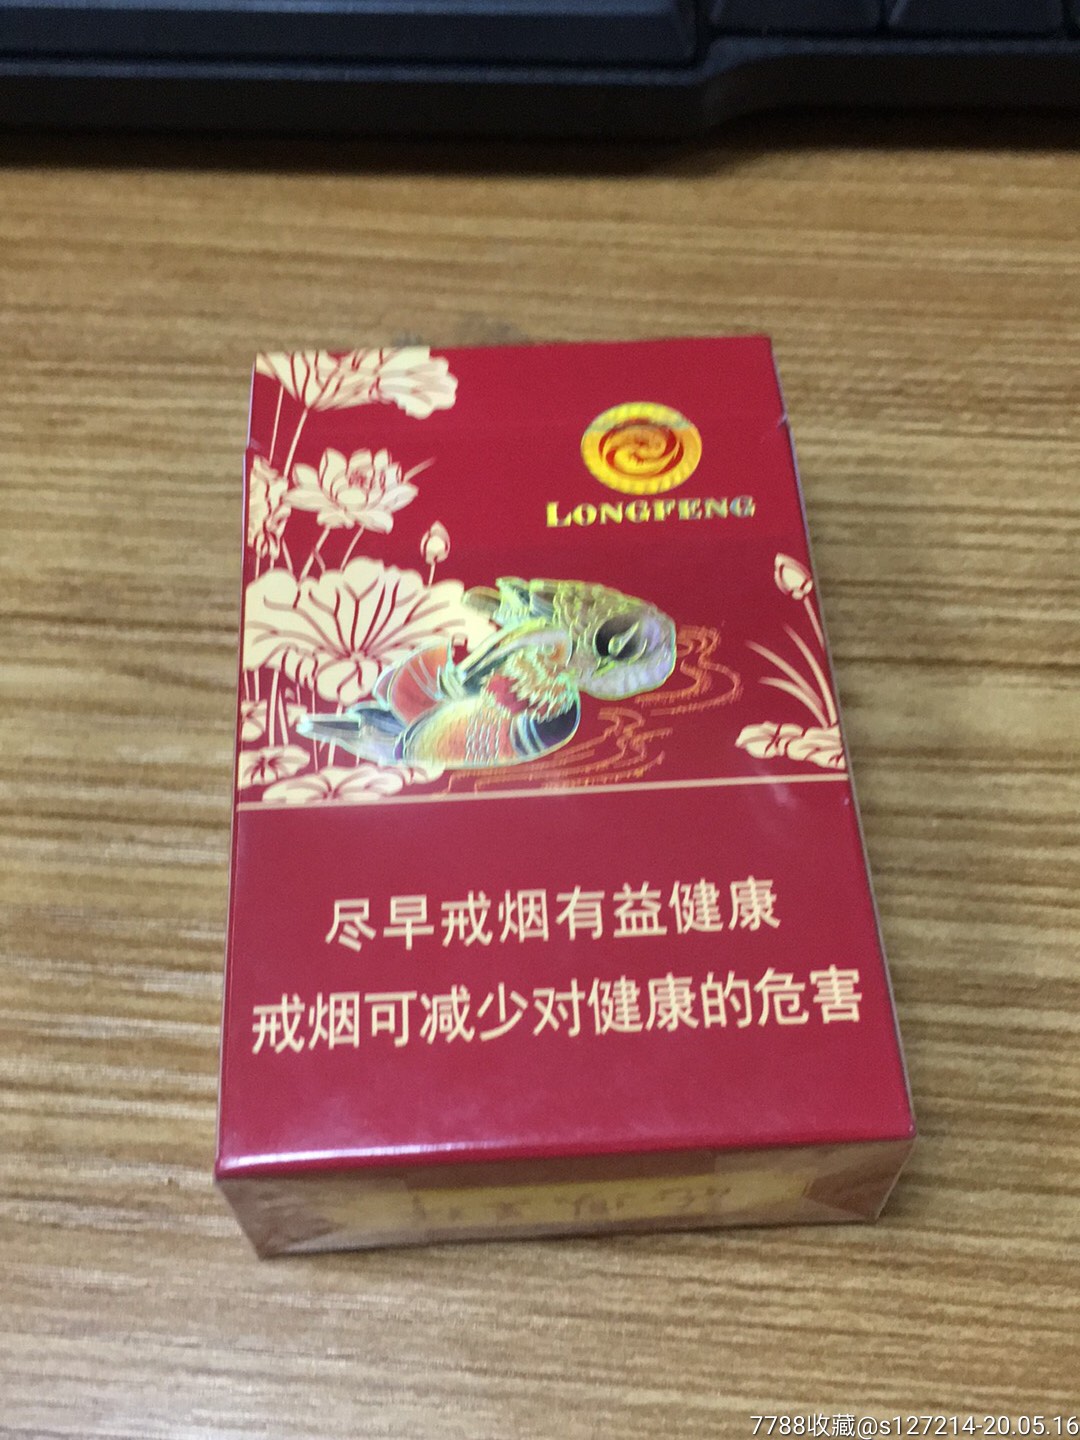 LONGFENG
尽早戒烟有益健康
戒烟可减少对健康的危害
7788收藏@s127214-20.05.16